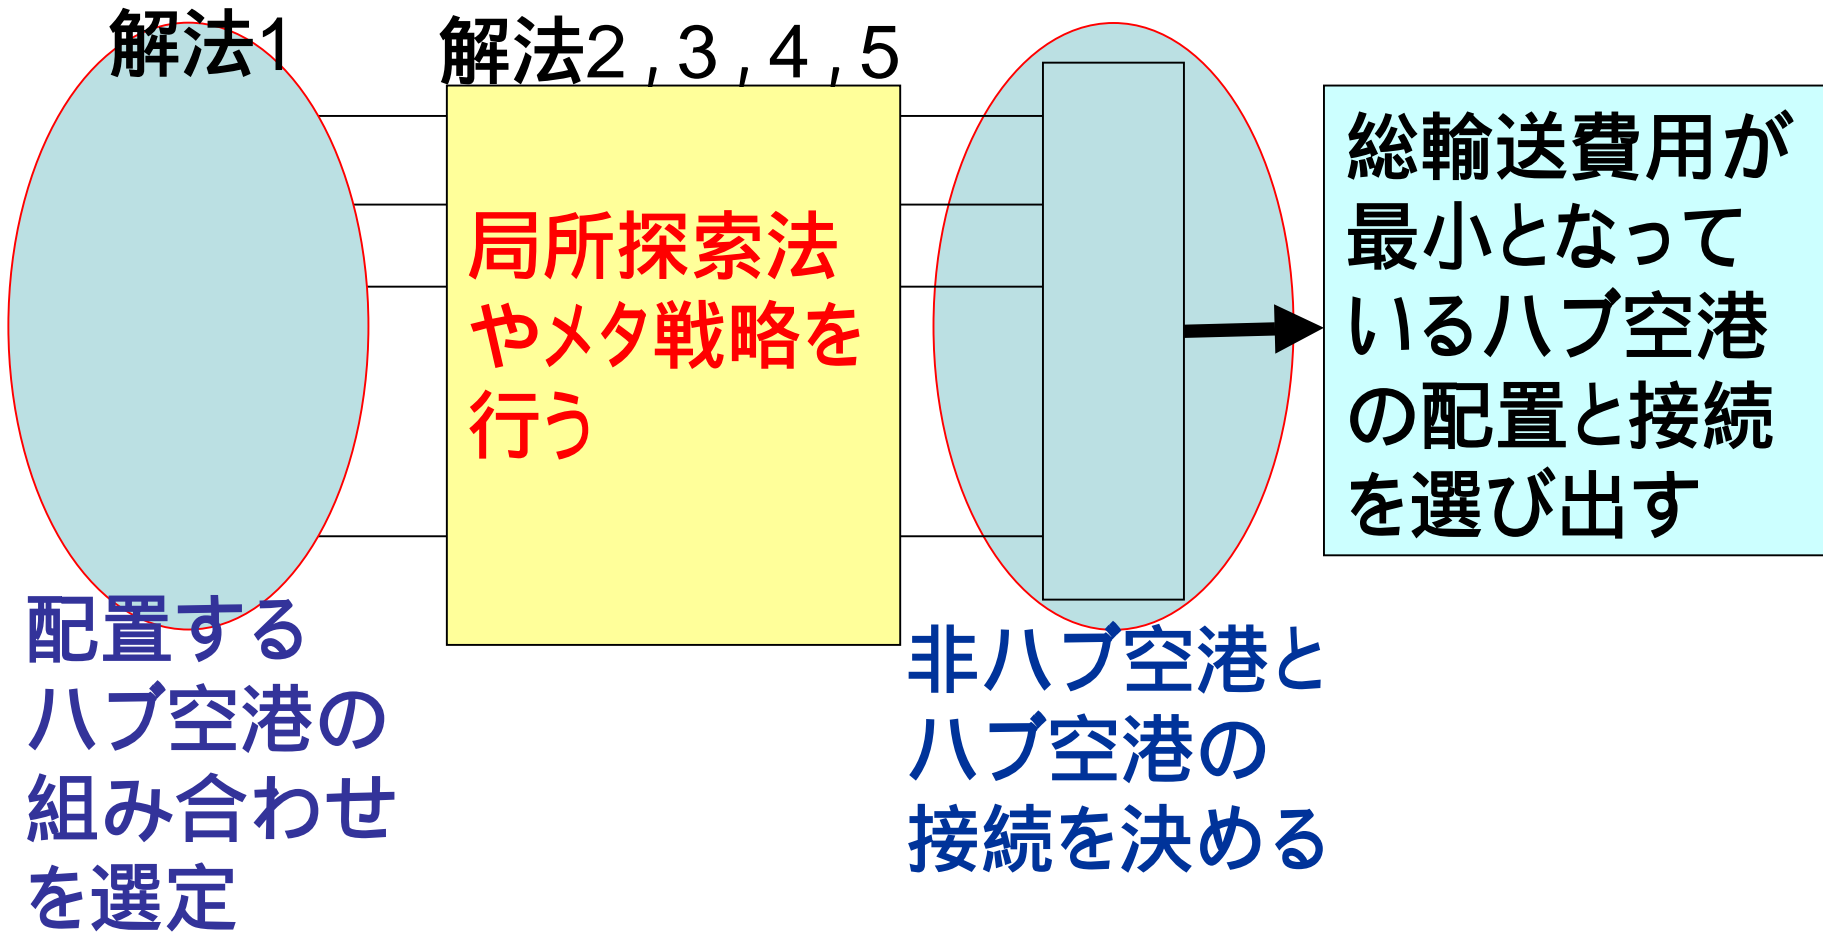 解法1
解法2,3,4,5
局所探索法
やメタ戦略を
行う
総輸送費用が
最小となって
いるハブ空港
の配置と接続
を選び出す
配置する
ハブ空港の
組み合わせ
を選定
非ハブ空港と
ハブ空港の
接続を決める